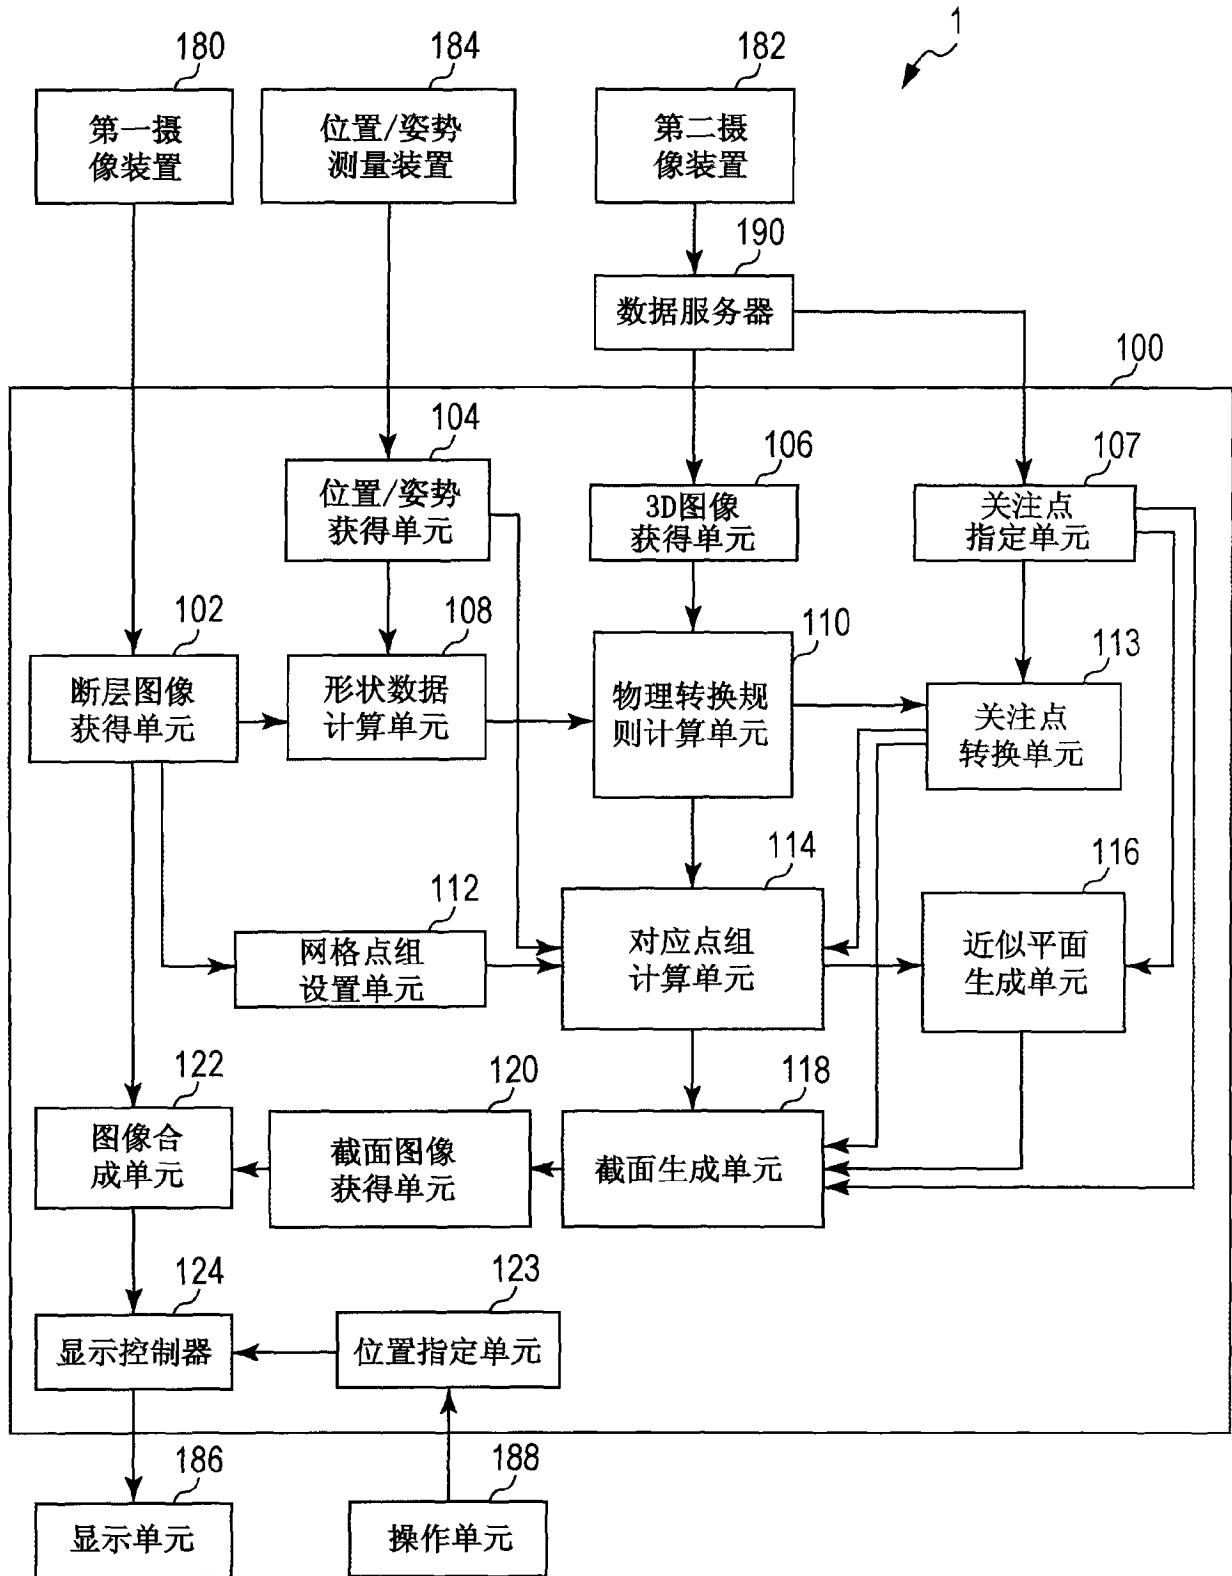 1
180
第一摄
像装置
184
位置/姿势
测量装置
182
第二摄
像装置
190
数据服务器
100
104
位置/姿势
获得单元
106
3D图像
获得单元
107
关注点
指定单元
102
断层图像
获得单元
108
形状数据
计算单元
110
物理转换规
则计算单元
113
关注点
转换单元
112
网格点组
设置单元
114
对应点组
计算单元
116
近似平面
生成单元
122
图像合
成单元
120
截面图像
获得单元
118
截面生成单元
124
显示控制器
123
位置指定单元
186
显示单元
188
操作单元